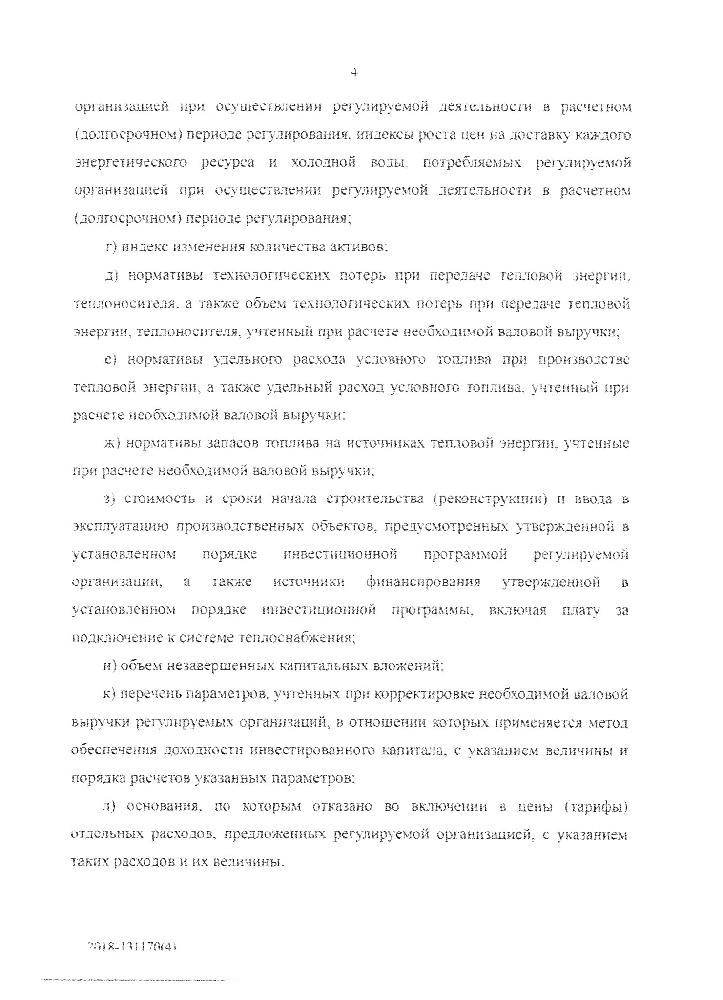 4
организацией при осуществлении регулируемой деятельности в расчетном
(долгосрочном) периоде регулирования, индексы роста цен на доставку каждого
энергетического ресурса и холодной воды, потребляемых регулируемой
организацией при осуществлении регулируемой деятельности в расчетном
(долгосрочном) периоде регулирования;
г) индекс изменения количества активов;
д) нормативы технологических потерь при передаче тепловой энергии,
теплоносителя, а также объем технологических потерь при передаче тепловой
энергии, теплоносителя, учтенный при расчете необходимой валовой выручки;
е) нормативы удельного расхода условного топлива при производстве
тепловой энергии, а также удельный расход условного топлива, учтенный при
расчете необходимой валовой выручки;
ж) нормативы запасов топлива на источниках тепловой энергии, учтенные
при расчете необходимой валовой выручки;
з) стоимость и сроки начала строительства (реконструкции) и ввода в
эксплуатацию производственных объектов, предусмотренных утвержденной в
установленном порядке инвестиционной программой регулируемой
организации, а также источники финансирования утвержденной в
установленном порядке инвестиционной программы, включая плату за
подключение к системе теплоснабжения;
и) объем незавершенных капитальных вложений;
к) перечень параметров, учтенных при корректировке необходимой валовой
выручки регулируемых организаций, в отношении которых применяется метод
обеспечения доходности инвестированного капитала, с указанием величины и
порядка расчетов указанных параметров;
л) основания, по которым отказано во включении в цены (тарифы)
отдельных расходов, предложенных регулируемой организацией, с указанием
таких расходов и их величины.
2018-131170(4)